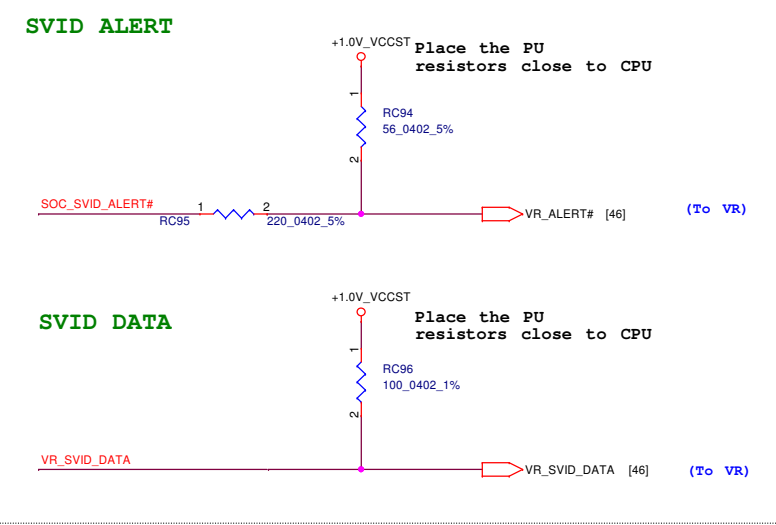 SVID ALERT
+1.0V_VCCST
Place the PU
resistors close to CPU
1
RC94
56_0402_5%
2
SOC_SVID_ALERT#
1
2
RC95
220_0402_5%
VR_ALERT# [46]
(To VR)
+1.0V_VCCST
SVID DATA
Place the PU
resistors close to CPU
1
RC96
100_0402_1%
2
VR_SVID_DATA
VR_SVID_DATA [46]
(To VR)